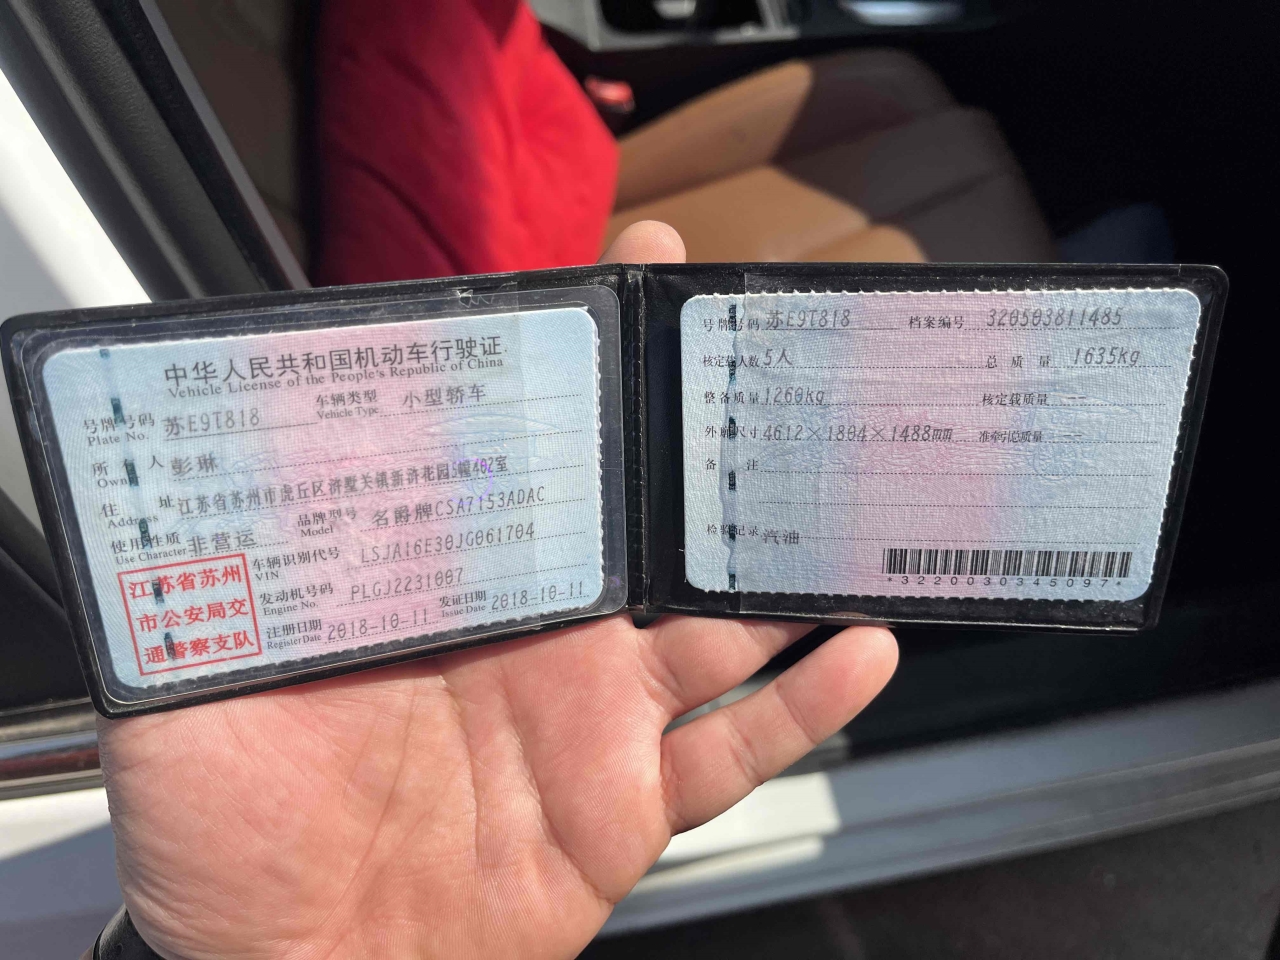 中华人民共和国机动车行驶证
Vehicle License of the People's Republic of China
号牌号码 苏E9T818 车辆类型 小型轿车
Plate No. Vehicle Type
所有人 彭琳
Owner
住址 江苏省苏州市虎丘区浒墅关镇新浒花园 402室
Address
使用性质 非营运 品牌型号 名爵牌CSA7153ADAC
Use Character Model
江苏省苏州
市公安局交
通警察支队
车辆识别代号 LSJA16E30JG061704
VIN
发动机号码 PLGJ2231007
Engine No.
注册日期 2018-10-11 发证日期 2018-10-11
Register Date Issue Date
号牌号码 苏E9T818 档案编号 320503811485
核定载人数 5人 总质量 1635kg
整备质量 1260kg 核定载质量 --
外廓尺寸 4612×1804×1488mm 准牵引总质量 --
备注
检验记录 汽油
*3220030345097*